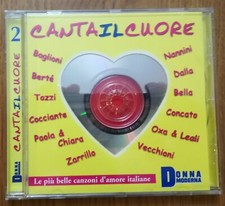 2
CANTAILCUORE
CANTAILCUORE
Baglioni
Nannini
Bertè
Dalla
Tozzi
Bella
Cocciante
Concato
Paola & Chiara
Oxa & Leali
Zarrillo
Vecchioni
Le più belle canzoni d'amore italiane
DONNA
MODERNA